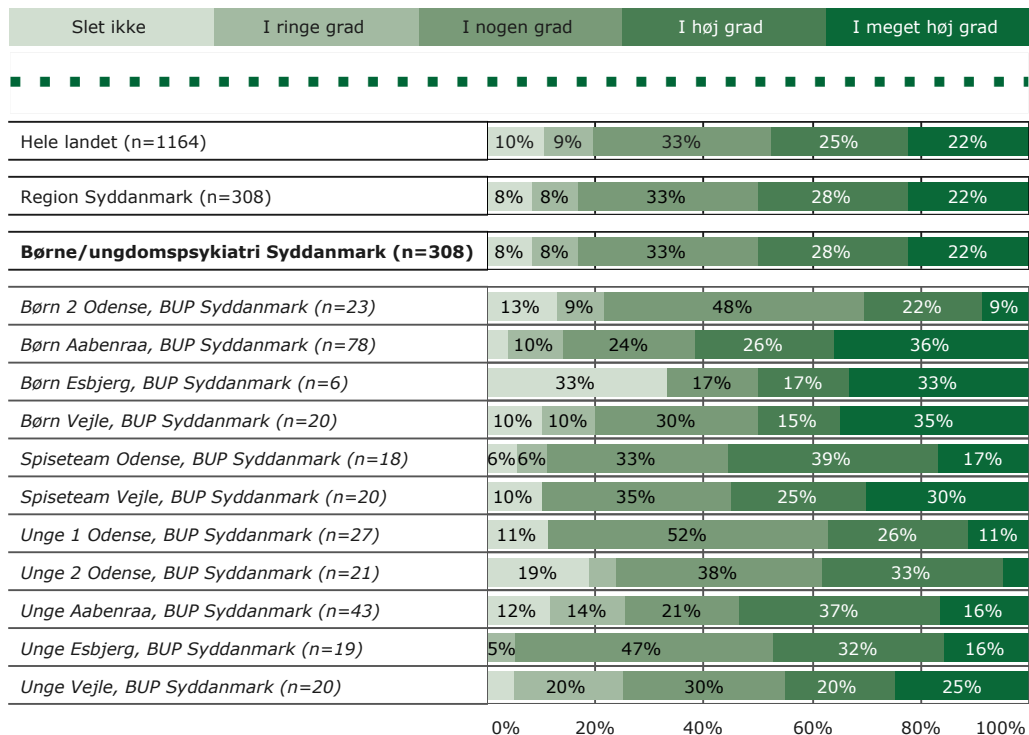 Slet ikke I ringe grad I nogen grad I høj grad I meget høj grad
Hele landet (n=1164) 10% 9% 33% 25% 22%
Region Syddanmark (n=308) 8% 8% 33% 28% 22%
Børne/ungdomspsykiatri Syddanmark (n=308) 8% 8% 33% 28% 22%
Børn 2 Odense, BUP Syddanmark (n=23) 13% 9% 48% 22% 9%
Børn Aabenraa, BUP Syddanmark (n=78) 10% 24% 26% 36%
Børn Esbjerg, BUP Syddanmark (n=6) 33% 17% 17% 33%
Børn Vejle, BUP Syddanmark (n=20) 10% 10% 30% 15% 35%
Spiseteam Odense, BUP Syddanmark (n=18) 6% 6% 33% 39% 17%
Spiseteam Vejle, BUP Syddanmark (n=20) 10% 35% 25% 30%
Unge 1 Odense, BUP Syddanmark (n=27) 11% 52% 26% 11%
Unge 2 Odense, BUP Syddanmark (n=21) 19% 38% 33%
Unge Aabenraa, BUP Syddanmark (n=43) 12% 14% 21% 37% 16%
Unge Esbjerg, BUP Syddanmark (n=19) 5% 47% 32% 16%
Unge Vejle, BUP Syddanmark (n=20) 20% 30% 20% 25%
0% 20% 40% 60% 80% 100%